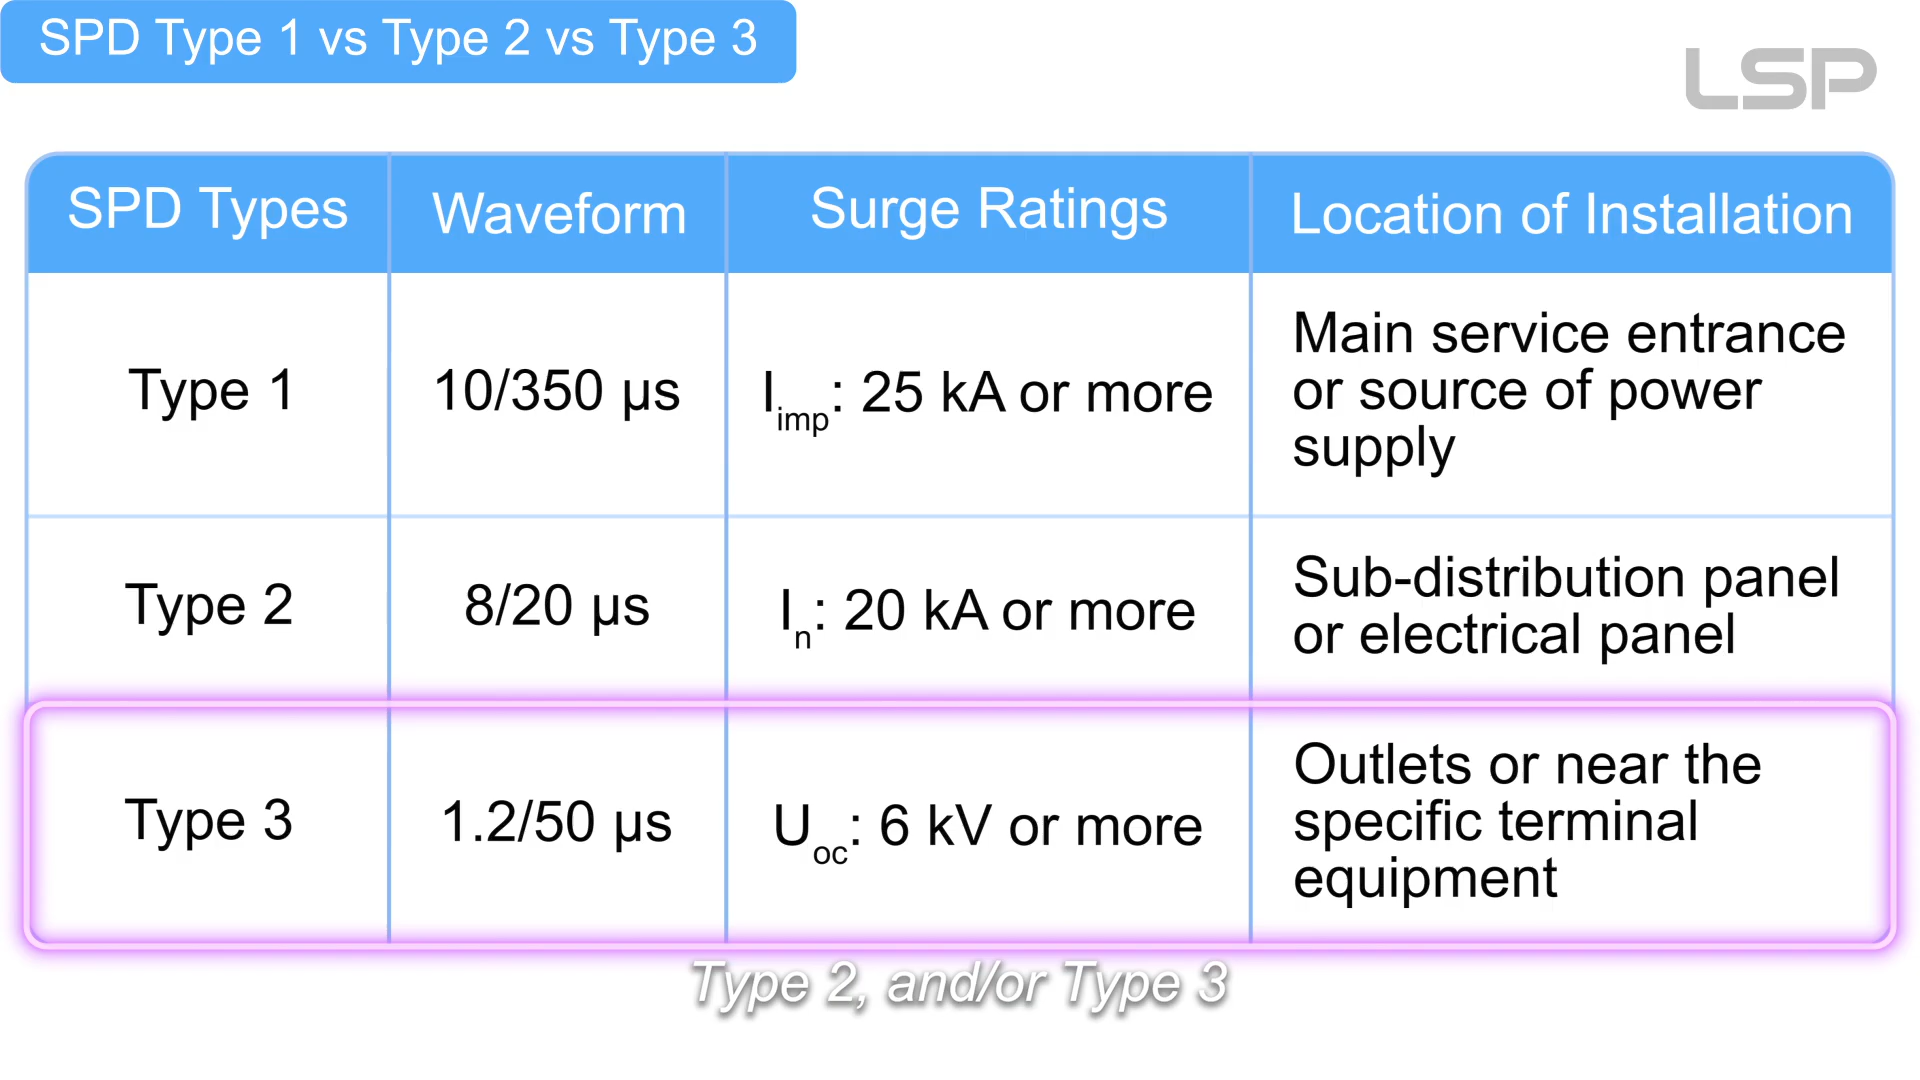 SPD Type 1 vs Type 2 vs Type 3
LSP
SPD Types
Waveform
Surge Ratings
Location of Installation
Type 1
10/350 µs
Iimp: 25 kA or more
Main service entrance
or source of power
supply
Type 2
8/20 µs
In: 20 kA or more
Sub-distribution panel
or electrical panel
Type 3
1.2/50 µs
Uoc: 6 kV or more
Outlets or near the
specific terminal
equipment
Type 2, and/or Type 3